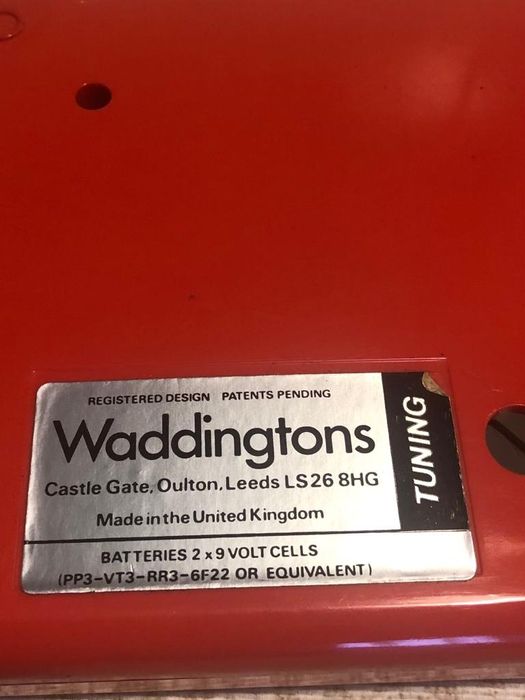 REGISTERED DESIGN PATENTS PENDING
Waddingtons
Castle Gate, Oulton, Leeds LS26 8HG
Made in the United Kingdom
BATTERIES 2 x 9 VOLT CELLS
(PP3-VT3-RR3-6F22 OR EQUIVALENT)
TUNING